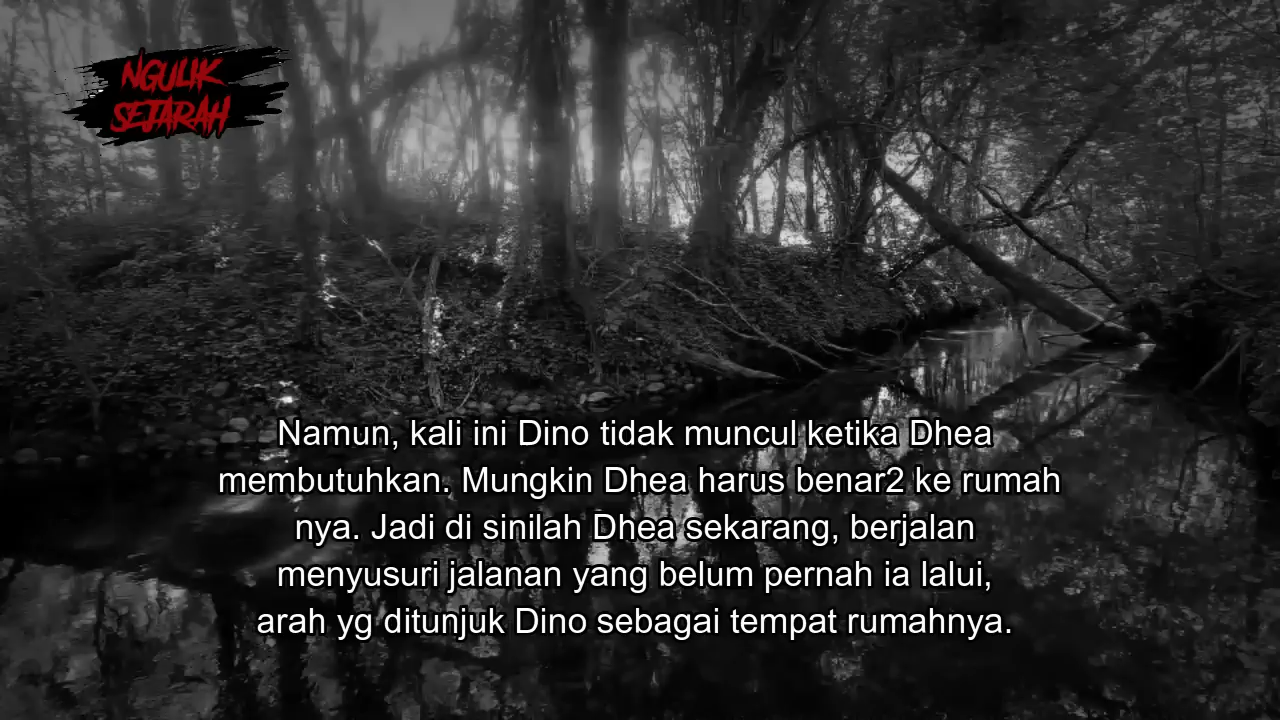 NGULIK
SEJARAH
Namun, kali ini Dino tidak muncul ketika Dhea
membutuhkan. Mungkin Dhea harus benar2 ke rumah
nya. Jadi di sinilah Dhea sekarang, berjalan
menyusuri jalanan yang belum pernah ia lalui,
arah yg ditunjuk Dino sebagai tempat rumahnya.